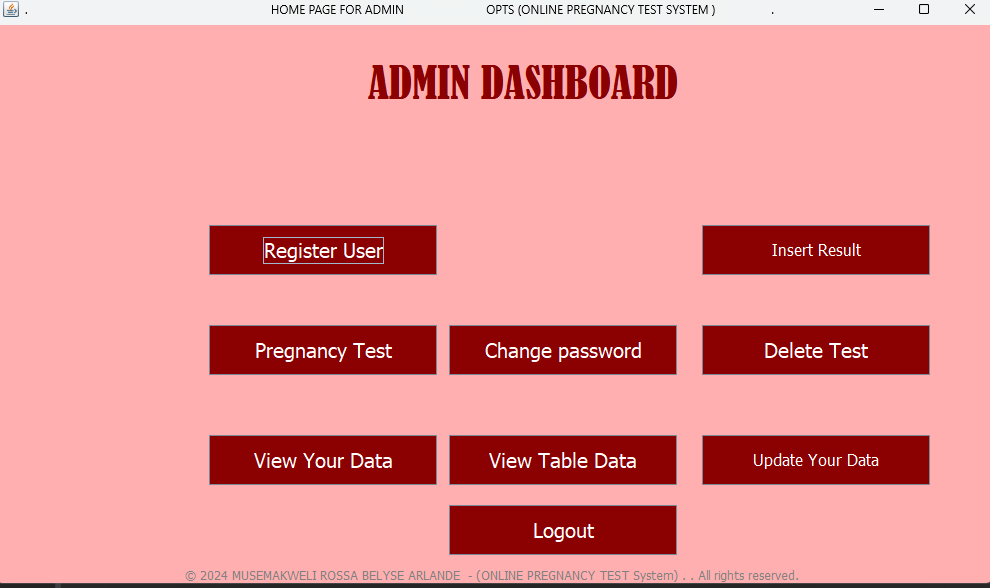 . HOME PAGE FOR ADMIN OPTS (ONLINE PREGNANCY TEST SYSTEM ) .
ADMIN DASHBOARD
Register User Insert Result
Pregnancy Test Change password Delete Test
View Your Data View Table Data Update Your Data
Logout
© 2024 MUSEMAKWELI ROSSA BELYSE ARLANDE - (ONLINE PREGNANCY TEST System) . . All rights reserved.